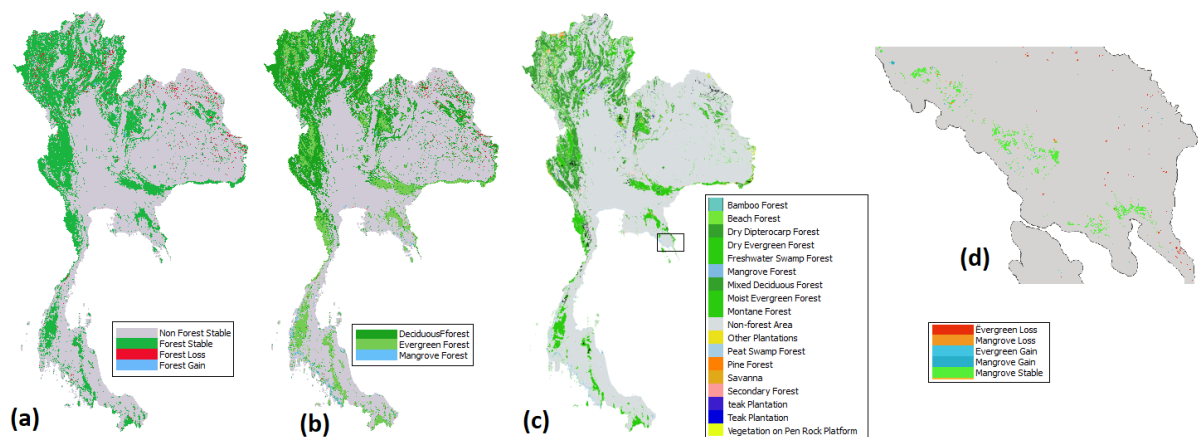 Non Forest Stable
Forest Stable
Forest Loss
Forest Gain
(a)
DeciduousFforest
Evergreen Forest
Mangrove Forest
(b)
Bamboo Forest
Beach Forest
Dry Dipterocarp Forest
Dry Evergreen Forest
Freshwater Swamp Forest
Mangrove Forest
Mixed Deciduous Forest
Moist Evergreen Forest
Montane Forest
Non-forest Area
Other Plantations
Peat Swamp Forest
Pine Forest
Savanna
Secondary Forest
teak Plantation
Teak Plantation
Vegetation on Pen Rock Platform
(c)
(d)
Evergreen Loss
Mangrove Loss
Evergreen Gain
Mangrove Gain
Mangrove Stable